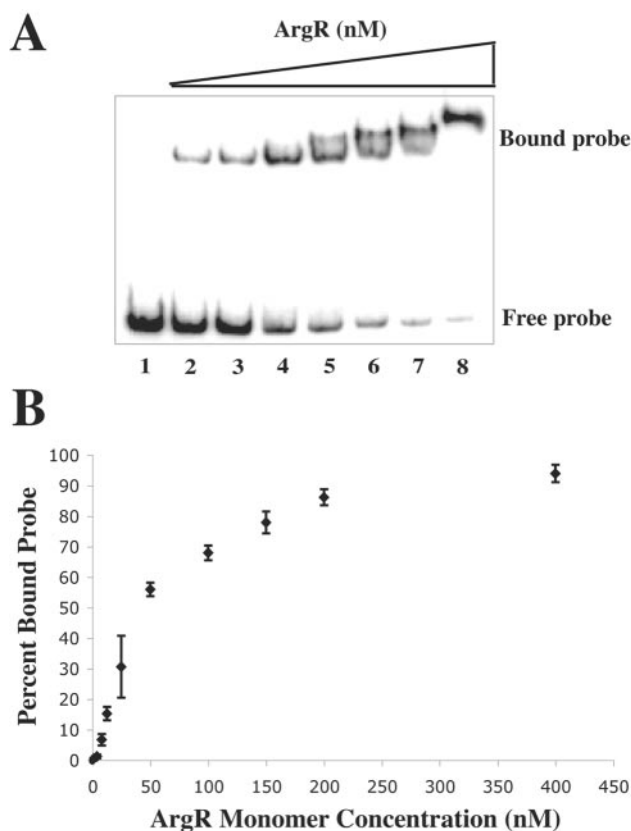 A
ArgR (nM)
Bound probe
Free probe
1 2 3 4 5 6 7 8
B
100
90
80
70
60
50
40
30
20
10
0
Percent Bound Probe
0 50 100 150 200 250 300 350 400 450
ArgR Monomer Concentration (nM)